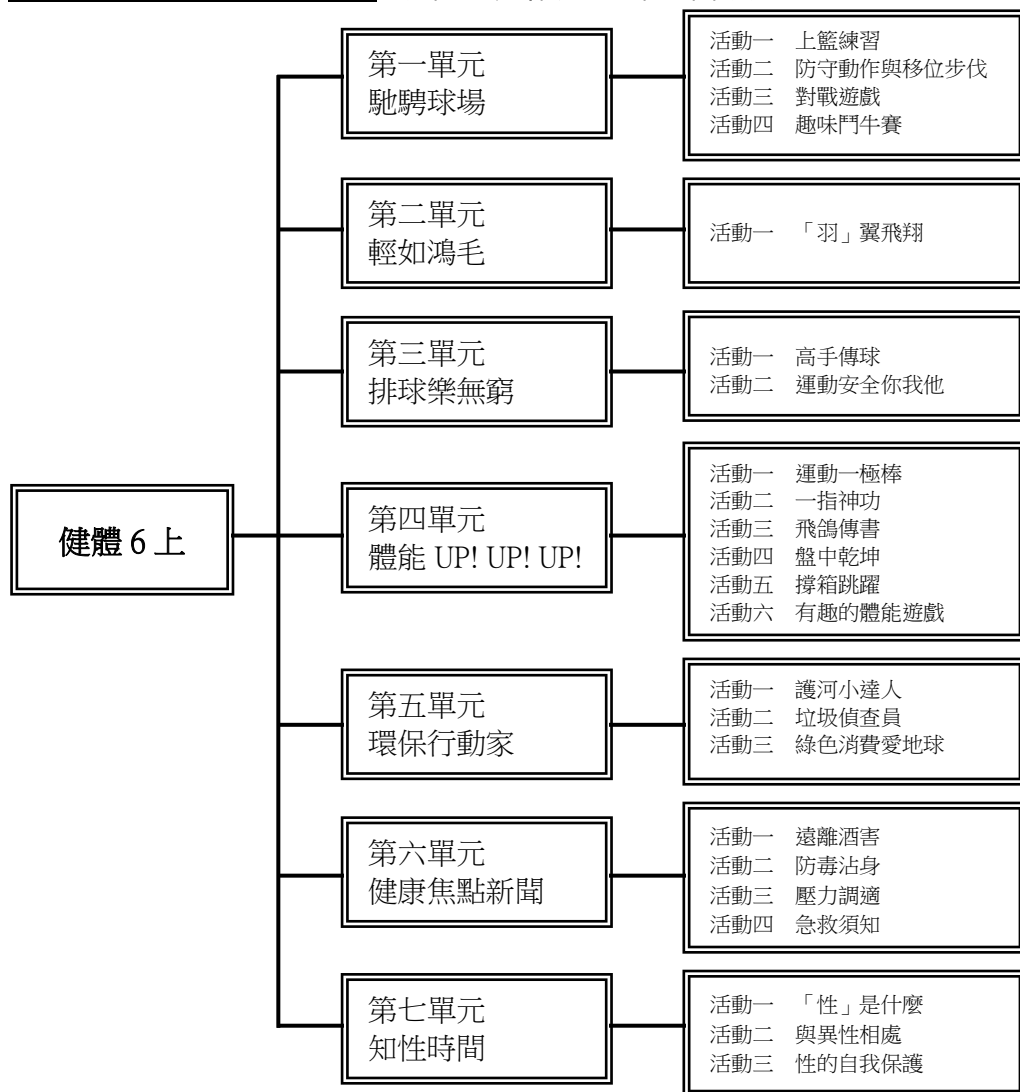 第一單元
馳騁球場
活動一 上籃練習
活動二 防守動作與移位步伐
活動三 對戰遊戲
活動四 趣味鬥牛賽
第二單元
輕如鴻毛
活動一 「羽」翼飛翔
第三單元
排球樂無窮
活動一 高手傳球
活動二 運動安全你我他
健體 6 上
第四單元
體能 UP! UP! UP!
活動一 運動一極棒
活動二 一指神功
活動三 飛鴿傳書
活動四 盤中乾坤
活動五 撐箱跳躍
活動六 有趣的體能遊戲
第五單元
環保行動家
活動一 護河小達人
活動二 垃圾偵查員
活動三 綠色消費愛地球
第六單元
健康焦點新聞
活動一 遠離酒害
活動二 防毒沾身
活動三 壓力調適
活動四 急救須知
第七單元
知性時間
活動一 「性」是什麼
活動二 與異性相處
活動三 性的自我保護